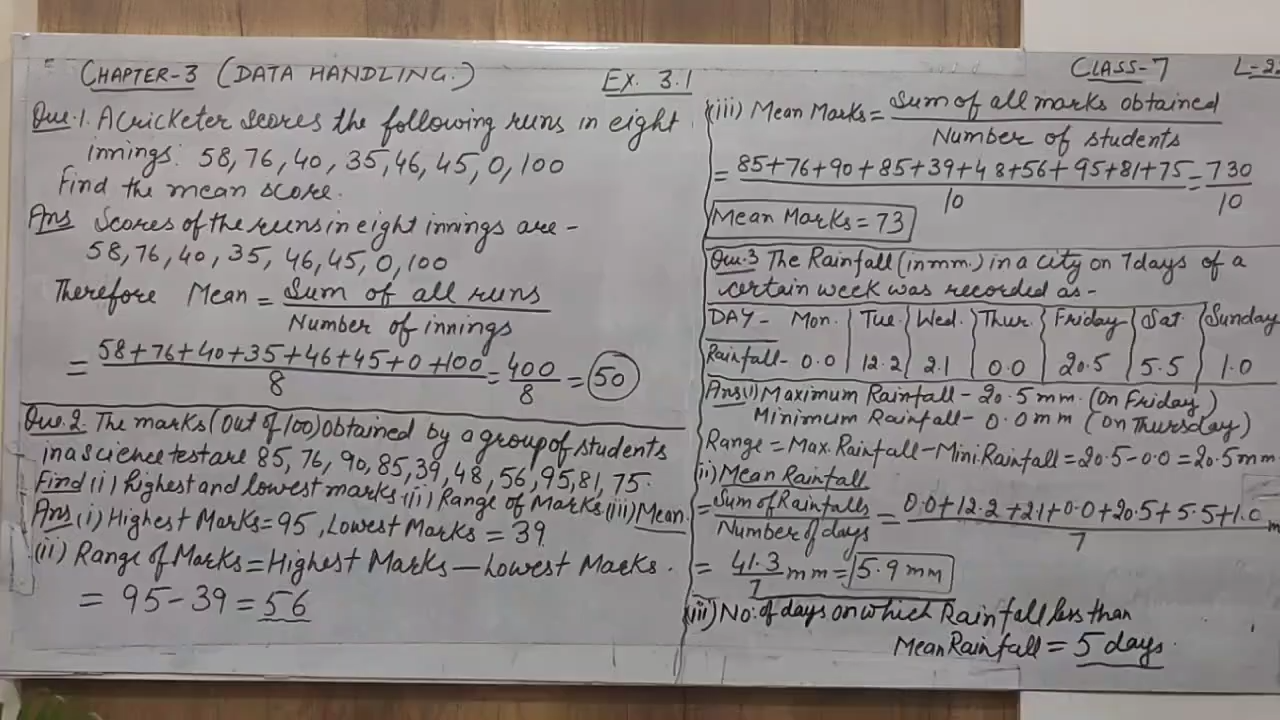 CHAPTER-3 (DATA HANDLING.)
Ex. 3.1
Que.1. A cricketer scores the following runs in eight
innings: 58, 76, 40, 35, 46, 45, 0, 100
Find the mean score.
Ans Scores of the runs in eight innings are -
58, 76, 40, 35, 46, 45, 0, 100
Therefore Mean = Sum of all runs
Number of innings
= 58+76+40+35+46+45+0+100 = 400 = 50
8 8
Que.2. The marks (out of 100) obtained by a group of students
in a science test are 85, 76, 90, 85, 39, 48, 56, 95, 81, 75.
Find (i) highest and lowest marks (ii) Range of Marks (iii) Mean.
Ans (i) Highest Marks = 95, Lowest Marks = 39
(ii) Range of Marks = Highest Marks – Lowest Marks.
= 95 - 39 = 56
CLASS-7
(iii) Mean Marks = Sum of all marks obtained
Number of students
= 85+76+90+85+39+48+56+95+81+75 = 730
10 10
Mean Marks = 73
Que.3 The Rainfall (in mm.) in a city on 7 days of a
certain week was recorded as -
DAY- Mon. Tue. Wed. Thur. Friday Sat. Sunday
Rainfall- 0.0 12.2 2.1 0.0 20.5 5.5 1.0
Ans (i) Maximum Rainfall - 20.5 mm. (On Friday)
Minimum Rainfall - 0.0 mm (On Thursday)
Range = Max. Rainfall - Mini. Rainfall = 20.5 - 0.0 = 20.5 mm
(ii) Mean Rainfall
= Sum of Rainfalls = 0.0+12.2+2.1+0.0+20.5+5.5+1.0 m
Number of days 7
= 41.3 mm = 5.9 mm
7
(iii) No: of days on which Rainfall less than
Mean Rainfall = 5 days.